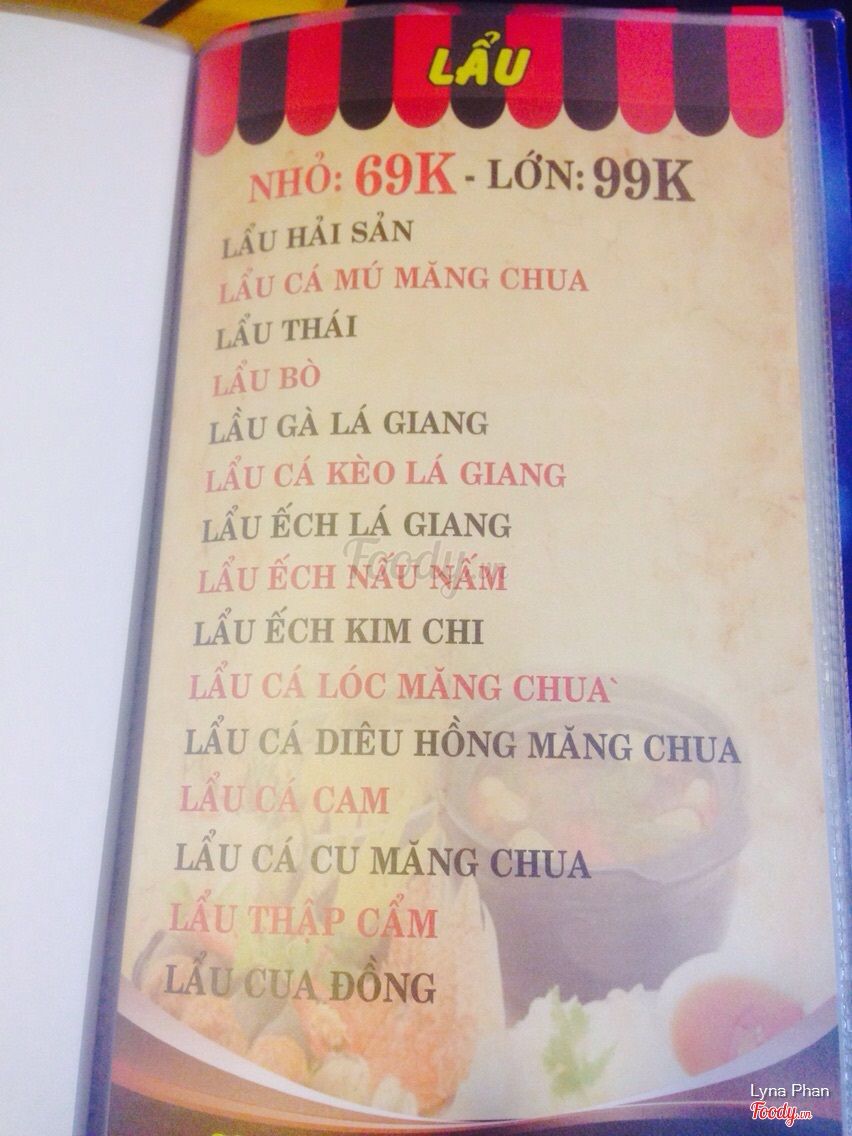 LẨU
NHỎ: 69K - LỚN: 99K
LẨU HẢI SẢN
LẨU CÁ MÚ MĂNG CHUA
LẨU THÁI
LẨU BÒ
LẦU GÀ LÁ GIANG
LẨU CÁ KÈO LÁ GIANG
LẨU ẾCH LÁ GIANG
LẨU ẾCH NẤU NẤM
Foody.vn
LẨU ẾCH KIM CHI
LẨU CÁ LÓC MĂNG CHUA`
LẨU CÁ DIÊU HỒNG MĂNG CHUA
LẨU CÁ CAM
LẨU CÁ CU MĂNG CHUA
LẨU THẬP CẨM
LẨU CUA ĐỒNG
Lyna Phan
Foody.vn